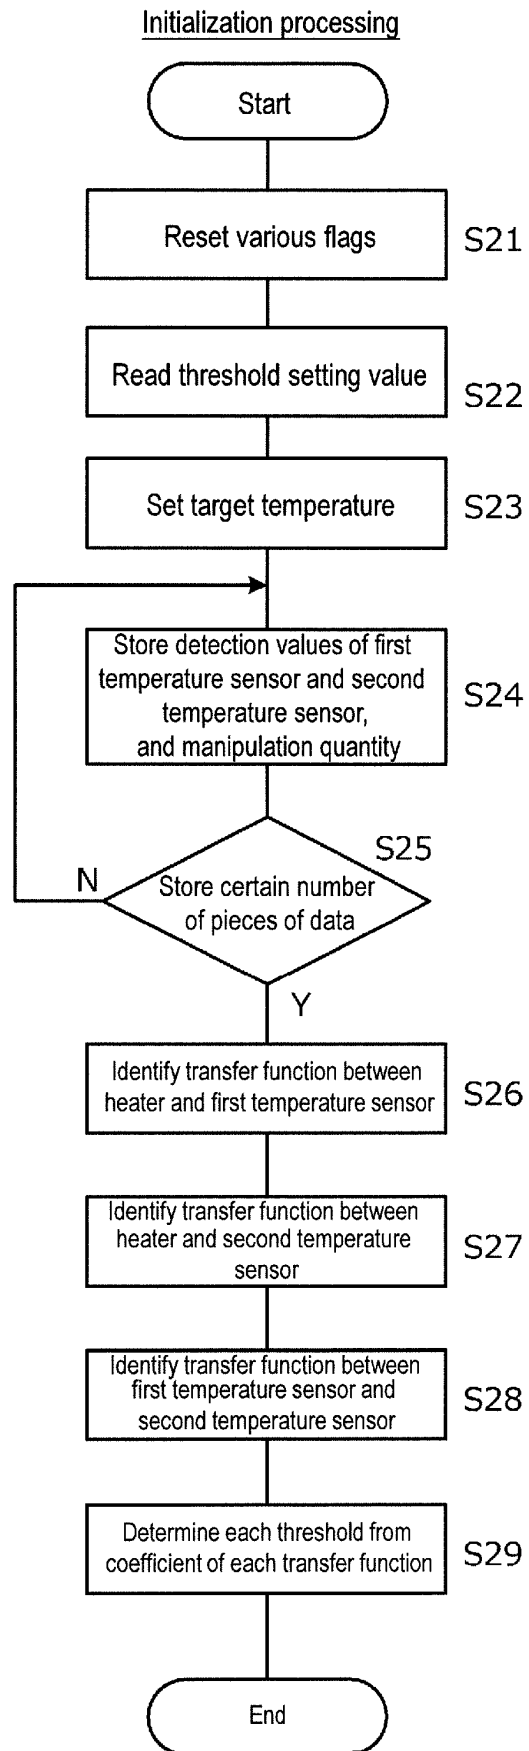 Initialization processing
Start
Reset various flags
S21
Read threshold setting value
S22
Set target temperature
S23
Store detection values of first
temperature sensor and second
temperature sensor,
and manipulation quantity
S24
S25
Store certain number
of pieces of data
N
Y
Identify transfer function between
heater and first temperature sensor
S26
Identify transfer function between
heater and second temperature
sensor
S27
Identify transfer function between
first temperature sensor and
second temperature sensor
S28
Determine each threshold from
coefficient of each transfer function
S29
End